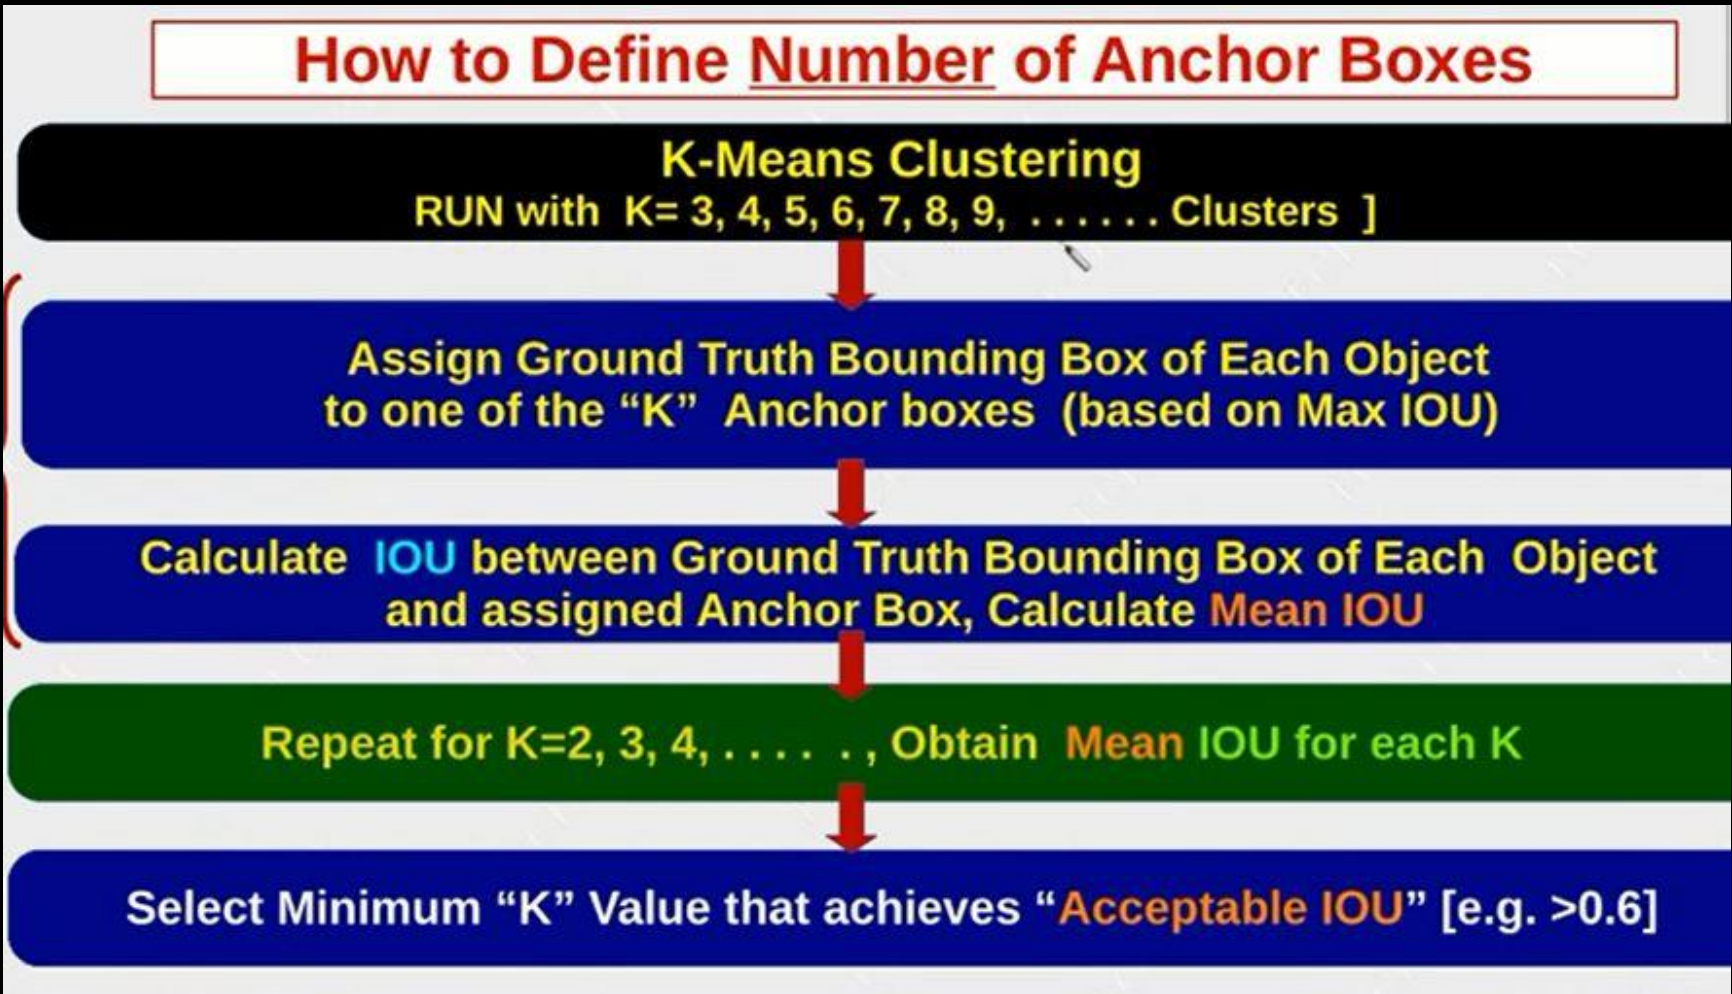 How to Define Number of Anchor Boxes
K-Means Clustering
RUN with K= 3, 4, 5, 6, 7, 8, 9, . . . . . . Clusters ]
Assign Ground Truth Bounding Box of Each Object
to one of the “K” Anchor boxes (based on Max IOU)
Calculate IOU between Ground Truth Bounding Box of Each Object
and assigned Anchor Box, Calculate Mean IOU
Repeat for K=2, 3, 4, . . . . . , Obtain Mean IOU for each K
Select Minimum “K” Value that achieves “Acceptable IOU” [e.g. >0.6]